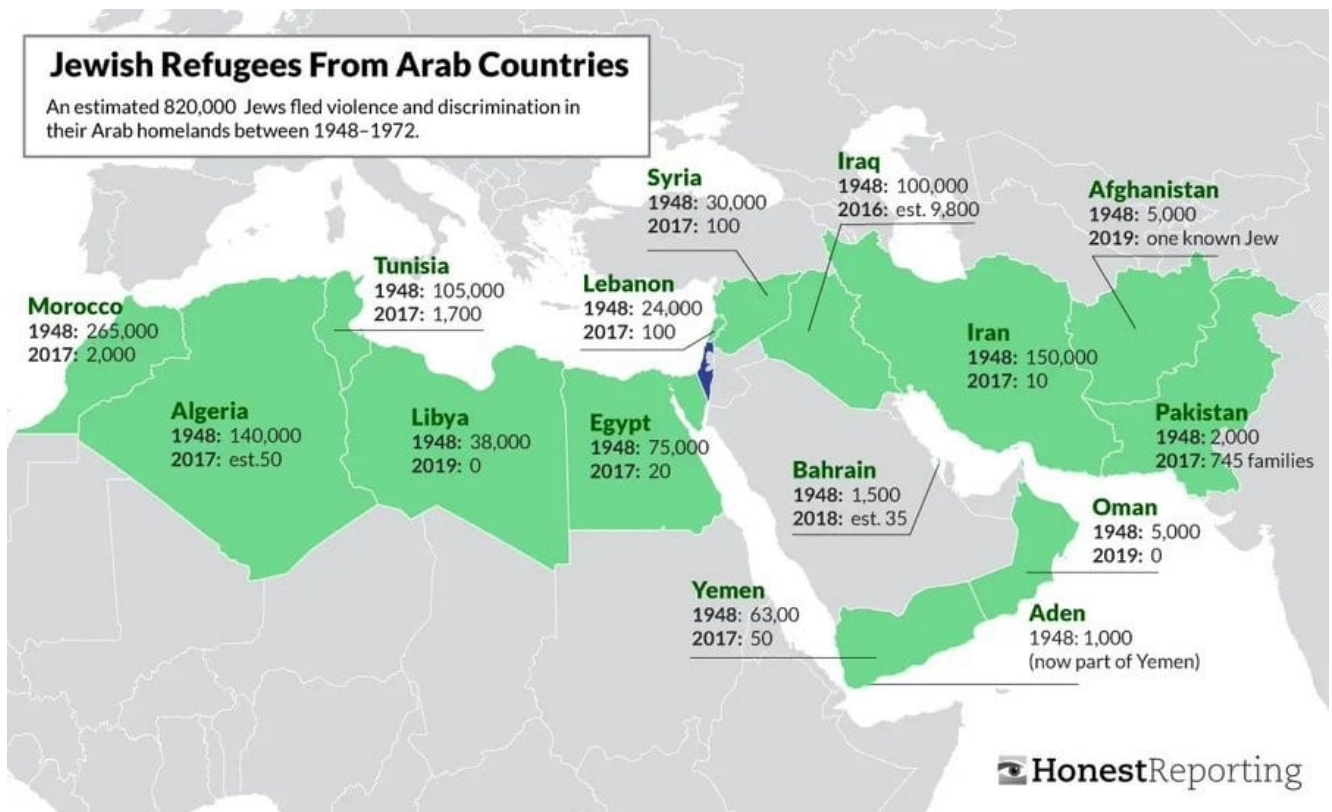 Jewish Refugees From Arab Countries
An estimated 820,000 Jews fled violence and discrimination in
their Arab homelands between 1948–1972.
Syria
1948: 30,000
2017: 100
Iraq
1948: 100,000
2016: est. 9,800
Afghanistan
1948: 5,000
2019: one known Jew
Tunisia
1948: 105,000
2017: 1,700
Lebanon
1948: 24,000
2017: 100
Morocco
1948: 265,000
2017: 2,000
Iran
1948: 150,000
2017: 10
Algeria
1948: 140,000
2017: est.50
Libya
1948: 38,000
2019: 0
Egypt
1948: 75,000
2017: 20
Pakistan
1948: 2,000
2017: 745 families
Bahrain
1948: 1,500
2018: est. 35
Oman
1948: 5,000
2019: 0
Yemen
1948: 63,00
2017: 50
Aden
1948: 1,000
(now part of Yemen)
HonestReporting